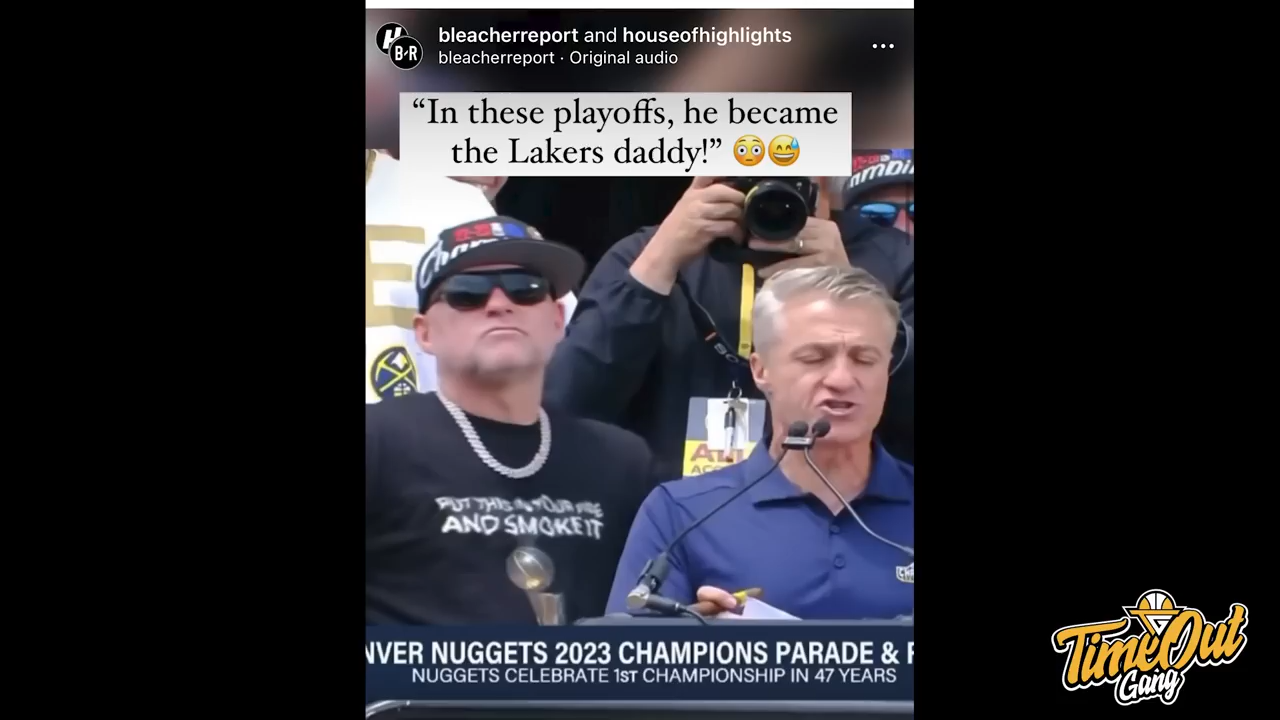 bleacherreport and houseofhighlights
bleacherreport · Original audio
H
B·R
“In these playoffs, he became
the Lakers daddy!” 😳😅
PUT THIS IN YOUR PIPE
AND SMOKE IT
NVER NUGGETS 2023 CHAMPIONS PARADE &
NUGGETS CELEBRATE 1ST CHAMPIONSHIP IN 47 YEARS
TimeOut
Gang